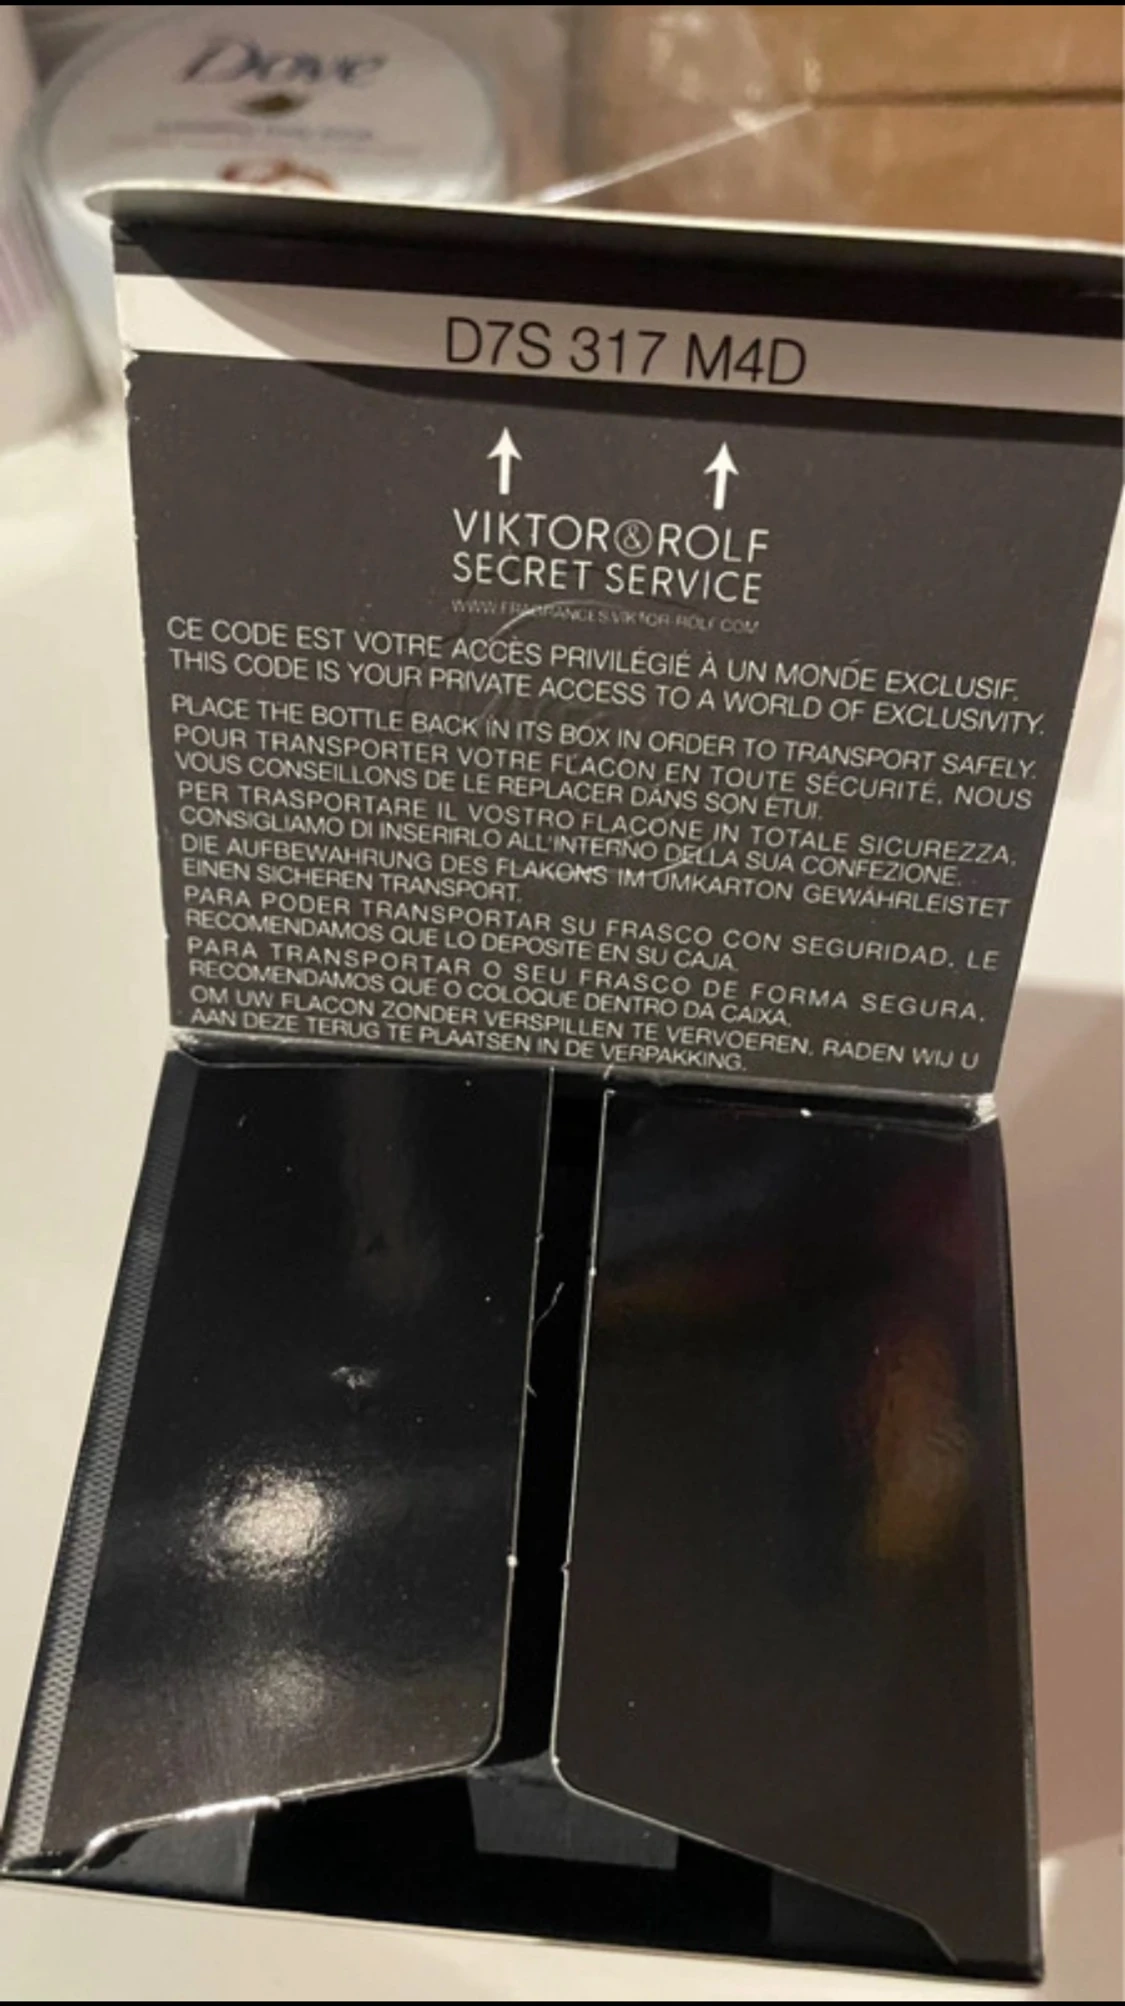 Dove
D7S 317 M4D
VIKTOR&ROLF
SECRET SERVICE
WWW.FRAGRANCES.VIKTOR-ROLF.COM
CE CODE EST VOTRE ACCÈS PRIVILÉGIÉ À UN MONDE EXCLUSIF.
THIS CODE IS YOUR PRIVATE ACCESS TO A WORLD OF EXCLUSIVITY.
PLACE THE BOTTLE BACK IN ITS BOX IN ORDER TO TRANSPORT SAFELY.
POUR TRANSPORTER VOTRE FLACON EN TOUTE SÉCURITÉ, NOUS
VOUS CONSEILLONS DE LE REPLACER DANS SON ÉTUI.
PER TRASPORTARE IL VOSTRO FLACONE IN TOTALE SICUREZZA,
CONSIGLIAMO DI INSERIRLO ALL'INTERNO DELLA SUA CONFEZIONE.
DIE AUFBEWAHRUNG DES FLAKONS IM UMKARTON GEWÄHRLEISTET
EINEN SICHEREN TRANSPORT.
PARA PODER TRANSPORTAR SU FRASCO CON SEGURIDAD, LE
RECOMENDAMOS QUE LO DEPOSITE EN SU CAJA.
PARA TRANSPORTAR O SEU FRASCO DE FORMA SEGURA,
RECOMENDAMOS QUE O COLOQUE DENTRO DA CAIXA.
OM UW FLACON ZONDER VERSPILLEN TE VERVOEREN, RADEN WIJ U
AAN DEZE TERUG TE PLAATSEN IN DE VERPAKKING.